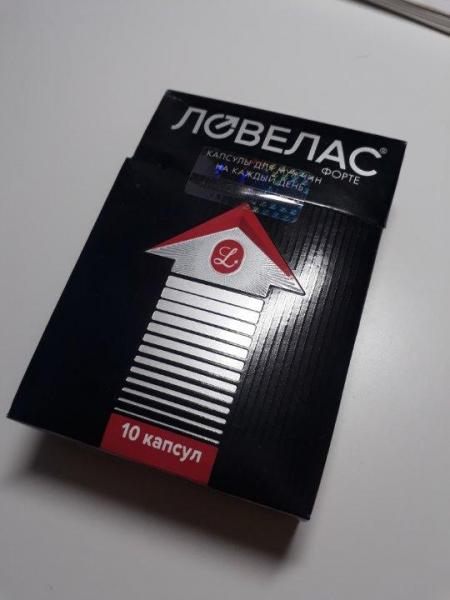 ЛОВЕЛАС®
ФОРТЕ
КАПСУЛЫ ДЛЯ МУЖЧИН
НА КАЖДЫЙ ДЕНЬ
L
10 капсул